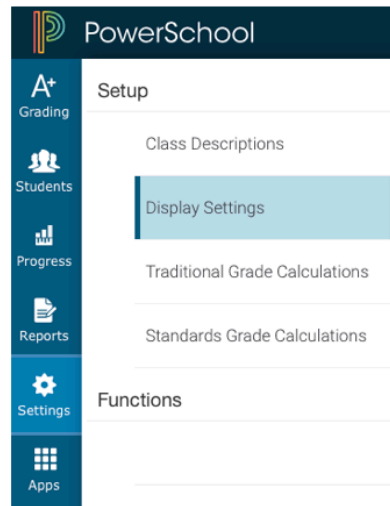 PowerSchool
A+
Grading
Students
Progress
Reports
Settings
Apps
Setup
Class Descriptions
Display Settings
Traditional Grade Calculations
Standards Grade Calculations
Functions